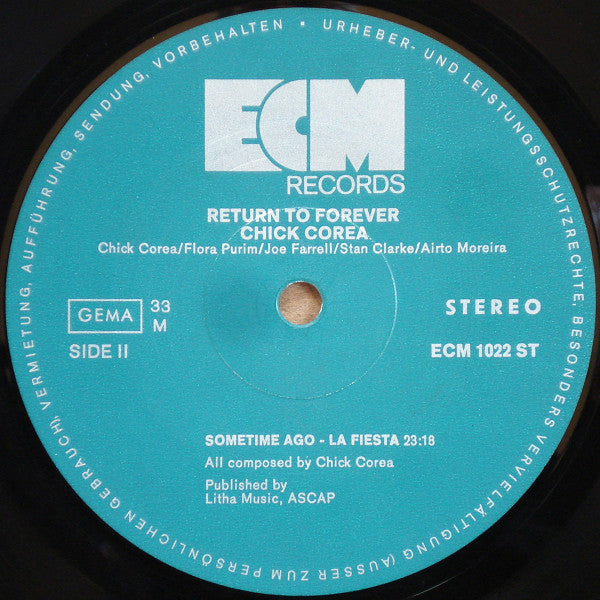 URHEBER- UND LEISTUNGSSCHUTZRECHTE, BESONDERS VERVIELFÄLTIGUNG (AUSSER ZUM PERSÖNLICHEN GEBRAUCH), VERMIETUNG, AUFFÜHRUNG, SENDUNG, VORBEHALTEN •
ECM
RECORDS
RETURN TO FOREVER
CHICK COREA
Chick Corea/Flora Purim/Joe Farrell/Stan Clarke/Airto Moreira
GEMA 33 M STEREO
SIDE II ECM 1022 ST
SOMETIME AGO - LA FIESTA 23:18
All composed by Chick Corea
Published by
Litha Music, ASCAP